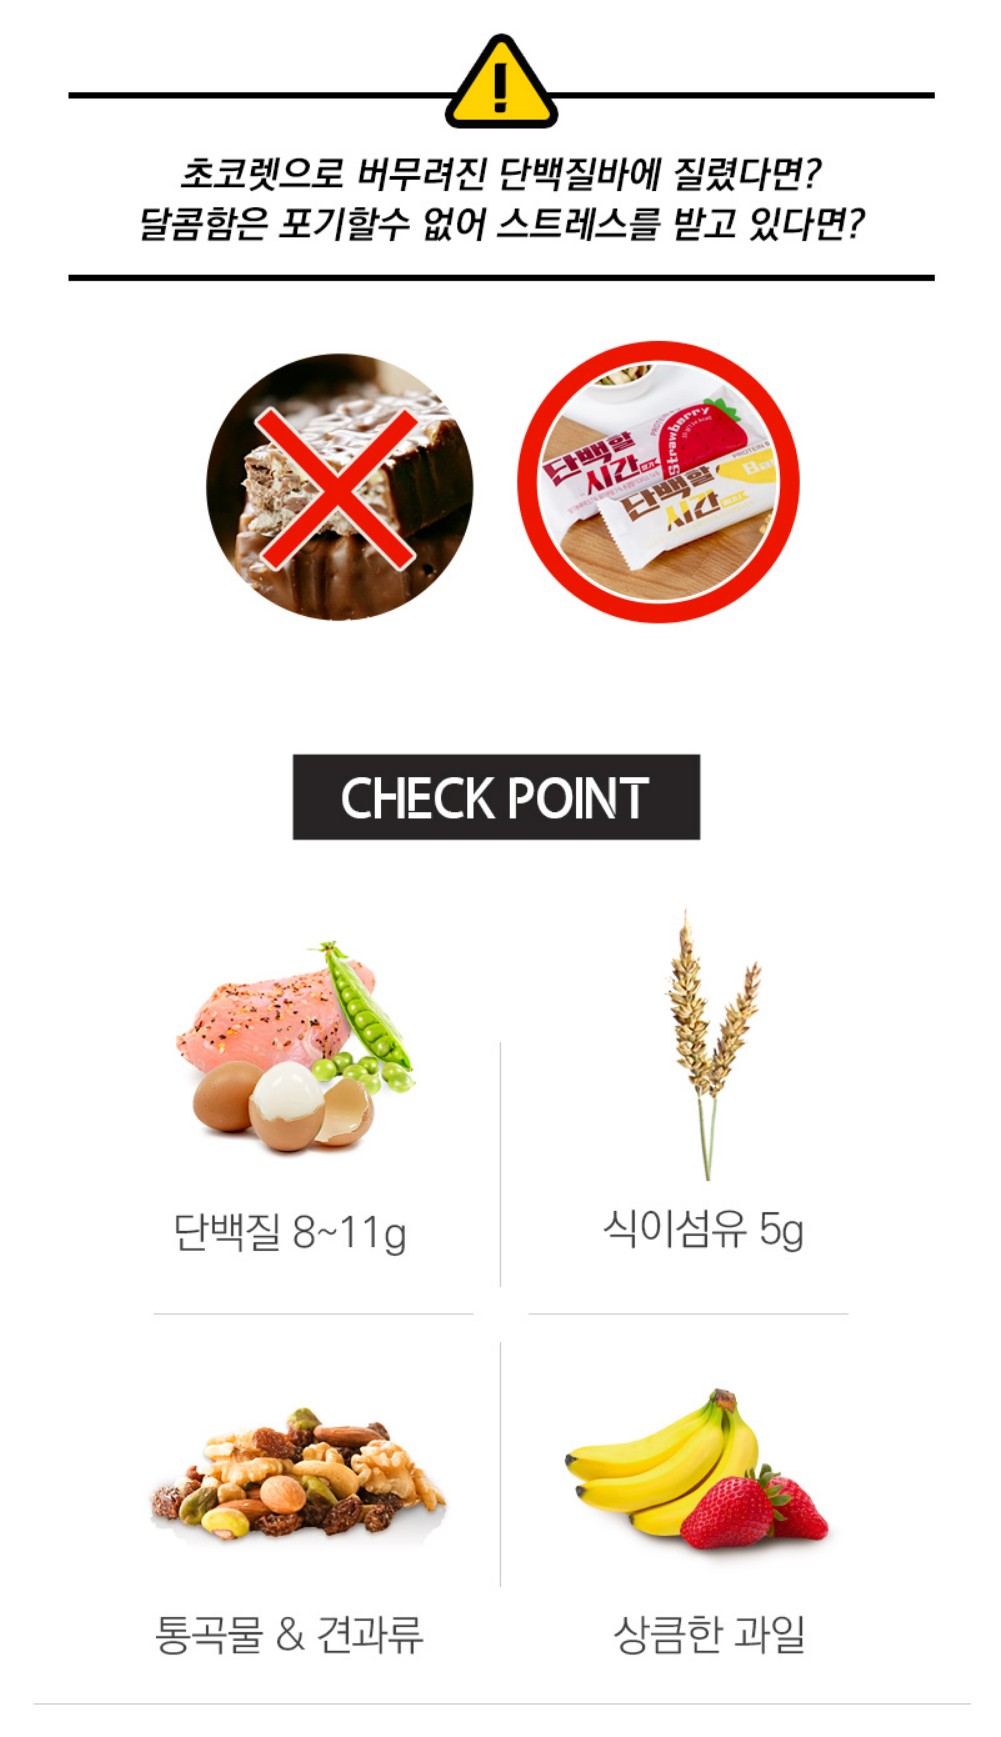 초코렛으로 버무려진 단백질바에 질렸다면?
달콤함은 포기할수 없어 스트레스를 받고 있다면?
단백할
시간
딸기
Strawberry
단백할
시간
PROTEIN
Ba
CHECK POINT
단백질 8~11g
식이섬유 5g
통곡물 & 견과류
상큼한 과일